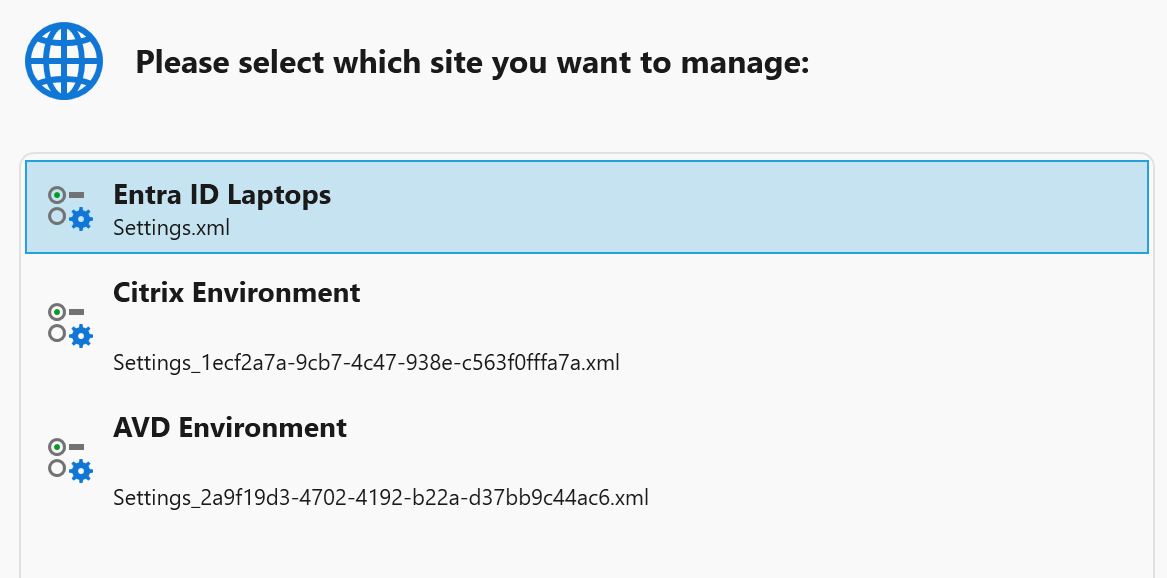 Please select which site you want to manage:
Entra ID Laptops
Settings.xml
Citrix Environment
Settings_1ecf2a7a-9cb7-4c47-938e-c563f0fffa7a.xml
AVD Environment
Settings_2a9f19d3-4702-4192-b22a-d37bb9c44ac6.xml